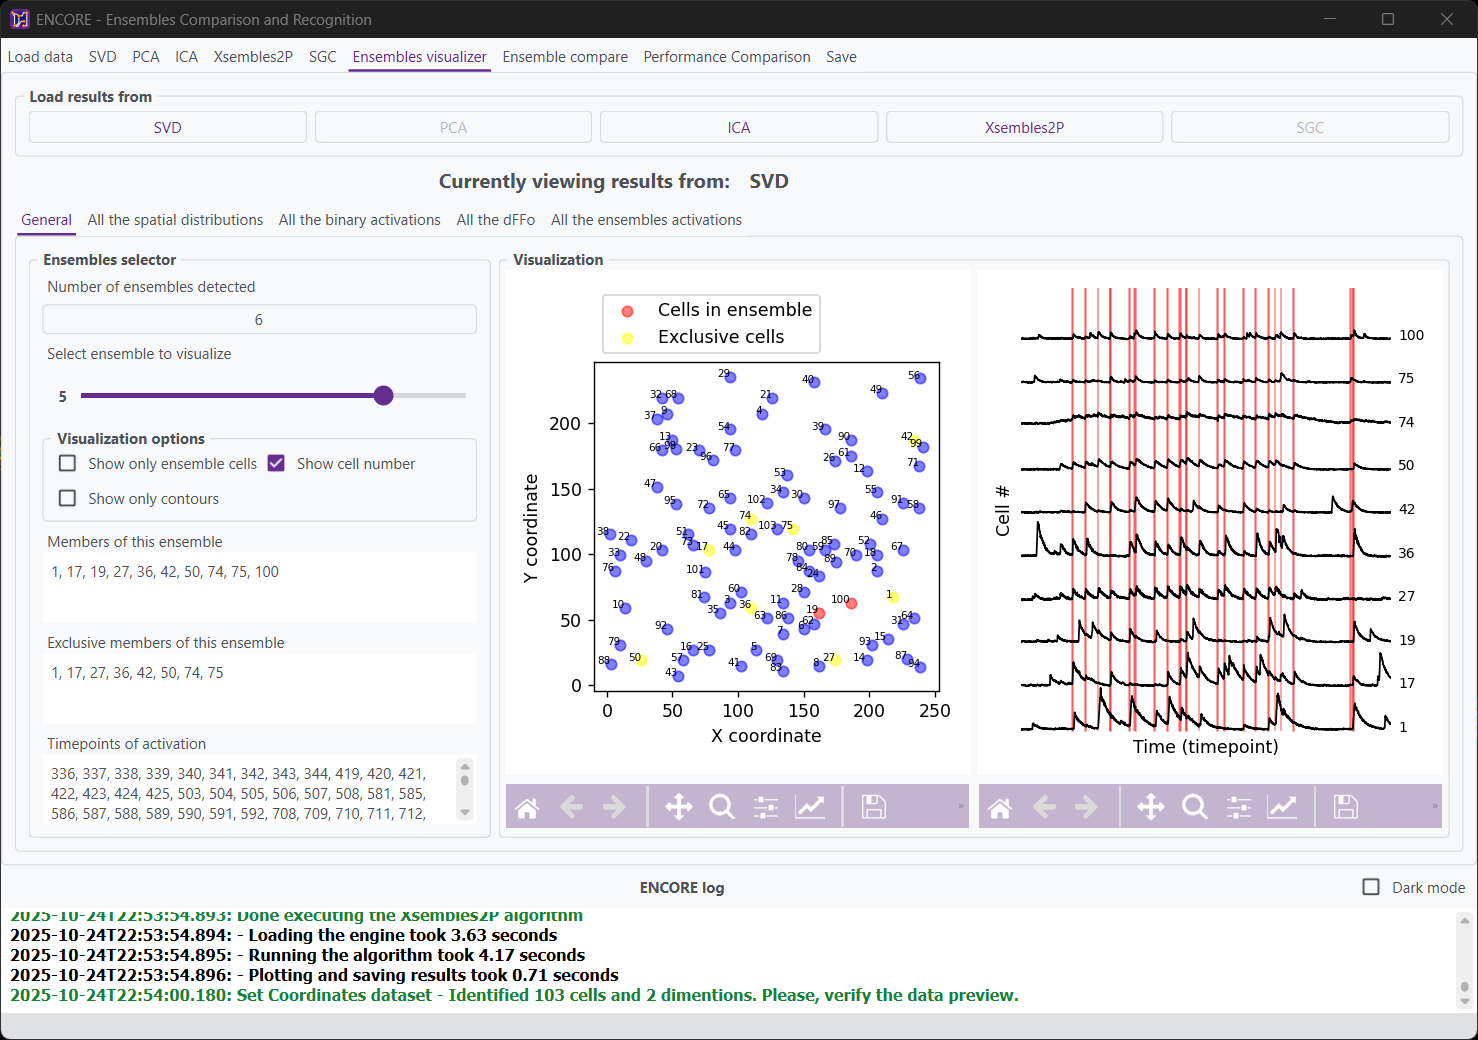 ENCORE - Ensembles Comparison and Recognition
Load data SVD PCA ICA Xsembles2P SGC Ensembles visualizer Ensemble compare Performance Comparison Save
Load results from
SVD PCA ICA Xsembles2P SGC
Currently viewing results from: SVD
General All the spatial distributions All the binary activations All the dFFo All the ensembles activations
Ensembles selector
Number of ensembles detected
6
Select ensemble to visualize
5
Visualization options
Show only ensemble cells Show cell number
Show only contours
Members of this ensemble
1, 17, 19, 27, 36, 42, 50, 74, 75, 100
Exclusive members of this ensemble
1, 17, 27, 36, 42, 50, 74, 75
Timepoints of activation
336, 337, 338, 339, 340, 341, 342, 343, 344, 419, 420, 421,
422, 423, 424, 425, 503, 504, 505, 506, 507, 508, 581, 585,
586, 587, 588, 589, 590, 591, 592, 708, 709, 710, 711, 712,
Visualization
Cells in ensemble
Exclusive cells
29 40 56
32 68 21 49
37 9 4
54 39 90 42
13 99
66 98 23 77 61
96 26 71
53 12
47 34 55
95 72 65 102 30 97 91 58
74 46
38 22 51 45 82 103 75
73 17 44 80 59 85 52 67
33 20 70 18
48 78 89
76 101 84 24 2
60 28
10 81 3 36 11 100 1
35 63 86 19 64
92 62 31
7 6
79 16 25 5 93 15
88 50 57 41 69 8 27 14 87
43 83 94
200
150
100
50
0
0 50 100 150 200 250
Y coordinate
X coordinate
Cell #
100
75
74
50
42
36
27
19
17
1
Time (timepoint)
» »
ENCORE log
Dark mode
2025-10-24T22:53:54.893: Done executing the Xsembles2P algorithm
2025-10-24T22:53:54.894: - Loading the engine took 3.63 seconds
2025-10-24T22:53:54.895: - Running the algorithm took 4.17 seconds
2025-10-24T22:53:54.896: - Plotting and saving results took 0.71 seconds
2025-10-24T22:54:00.180: Set Coordinates dataset - Identified 103 cells and 2 dimentions. Please, verify the data preview.